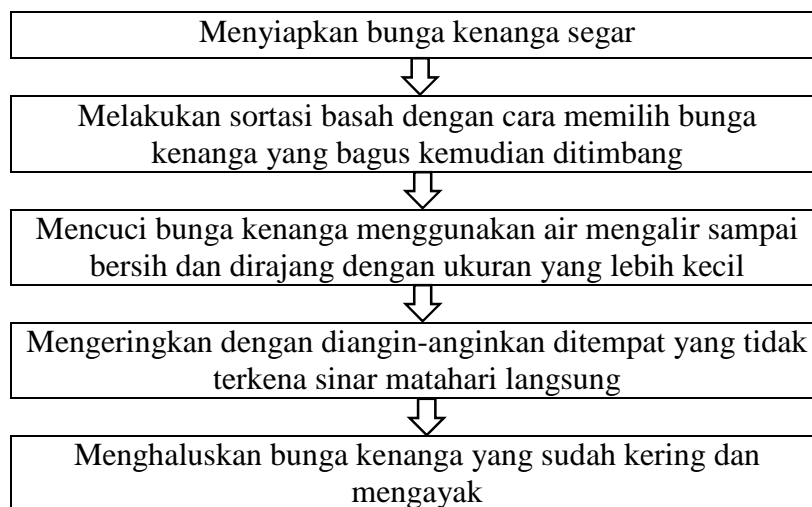 Menyiapkan bunga kenanga segar
Melakukan sortasi basah dengan cara memilih bunga
kenanga yang bagus kemudian ditimbang
Mencuci bunga kenanga menggunakan air mengalir sampai
bersih dan dirajang dengan ukuran yang lebih kecil
Mengeringkan dengan diangin-anginkan ditempat yang tidak
terkena sinar matahari langsung
Menghaluskan bunga kenanga yang sudah kering dan
mengayak